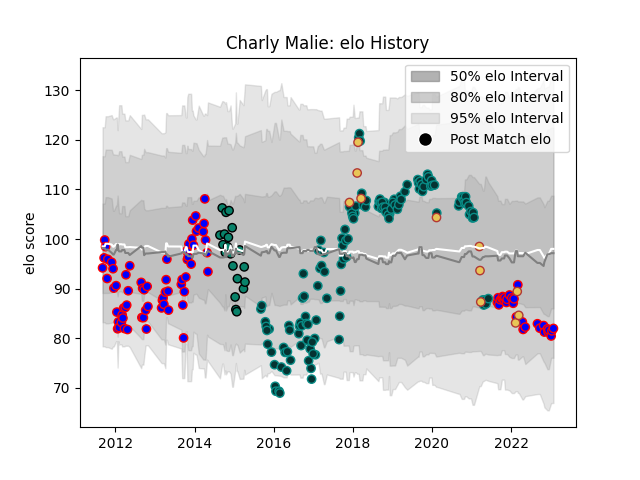 Charly Malie: elo History
50% elo Interval
80% elo Interval
95% elo Interval
Post Match elo
elo score
130
120
110
100
90
80
70
2012
2014
2016
2018
2020
2022